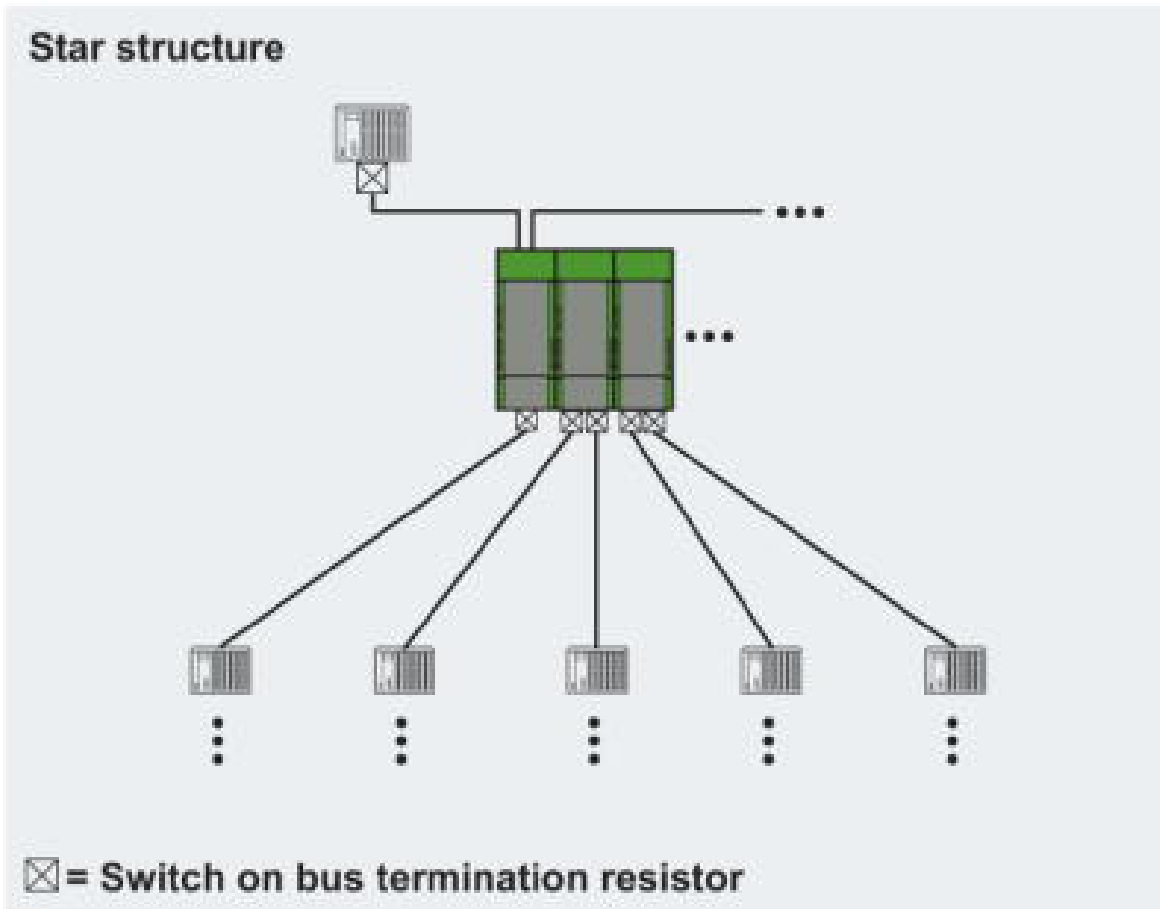 Star structure
= Switch on bus termination resistor